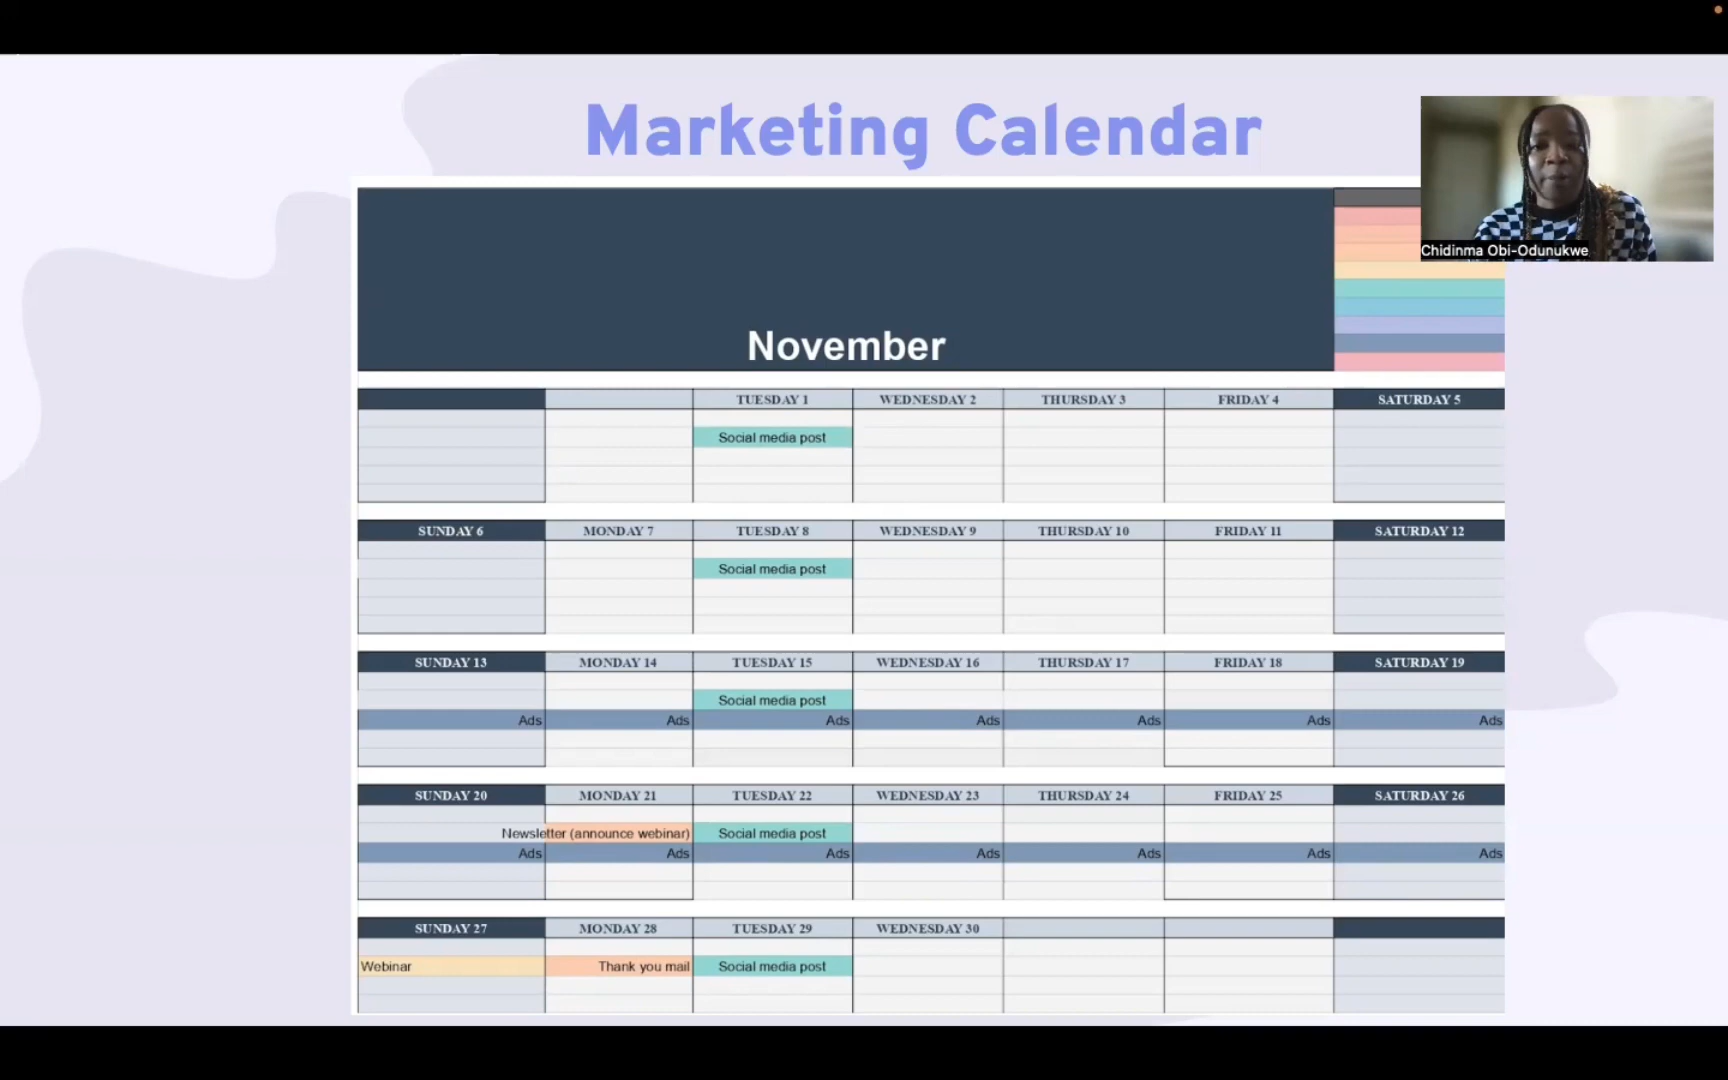 Marketing Calendar
Chidinma Obi-Odunukwe
November
TUESDAY 1 WEDNESDAY 2 THURSDAY 3 FRIDAY 4 SATURDAY 5
Social media post
SUNDAY 6 MONDAY 7 TUESDAY 8 WEDNESDAY 9 THURSDAY 10 FRIDAY 11 SATURDAY 12
Social media post
SUNDAY 13 MONDAY 14 TUESDAY 15 WEDNESDAY 16 THURSDAY 17 FRIDAY 18 SATURDAY 19
Social media post
Ads Ads Ads Ads Ads Ads Ads
SUNDAY 20 MONDAY 21 TUESDAY 22 WEDNESDAY 23 THURSDAY 24 FRIDAY 25 SATURDAY 26
Newsletter (announce webinar) Social media post
Ads Ads Ads Ads Ads Ads Ads
SUNDAY 27 MONDAY 28 TUESDAY 29 WEDNESDAY 30
Webinar Thank you mail Social media post